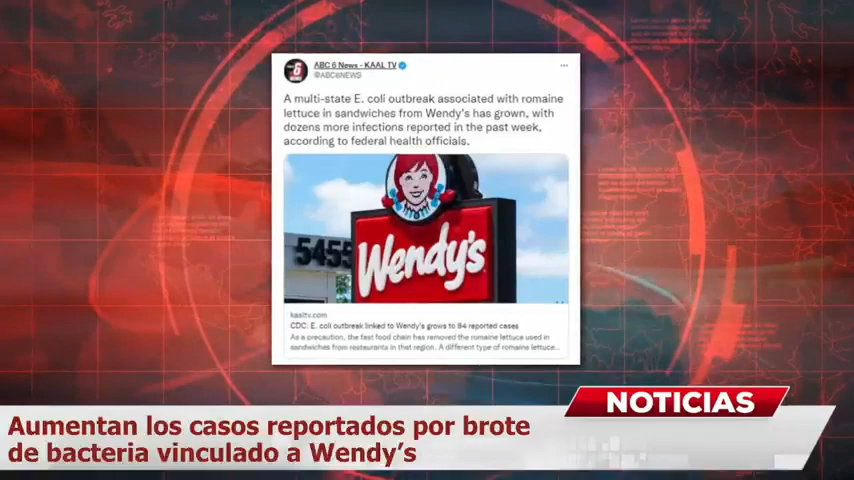 ABC 6 News - KAAL TV
@ABC6NEWS
A multi-state E. coli outbreak associated with romaine
lettuce in sandwiches from Wendy's has grown, with
dozens more infections reported in the past week,
according to federal health officials.
5455
Wendy's
kaaltv.com
CDC: E. coli outbreak linked to Wendy's grows to 84 reported cases
As a precaution, the fast food chain has removed the romaine lettuce used in
sandwiches from restaurants in that region. A different type of romaine lettuce...
NOTICIAS
Aumentan los casos reportados por brote
de bacteria vinculado a Wendy's